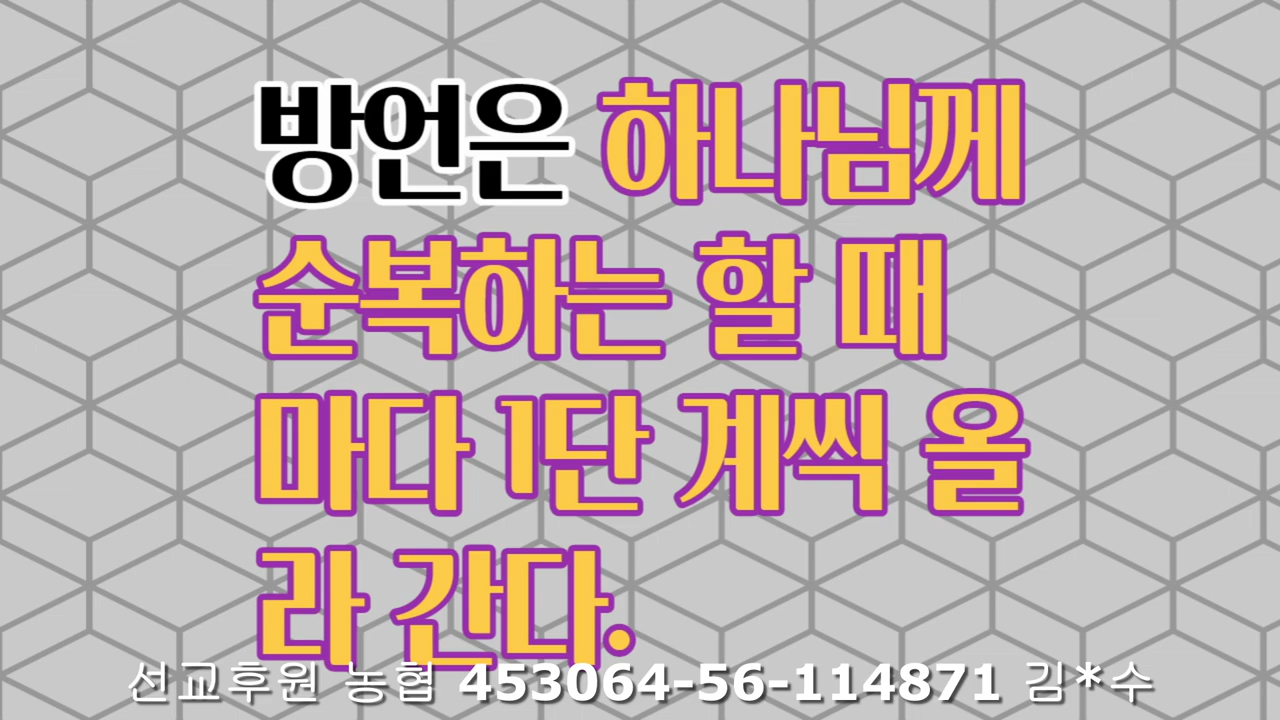 방언은 하나님께
순복하는 할 때
마다 1단 계씩 올
라 간다.
선교후원 농협 453064-56-114871 김*수